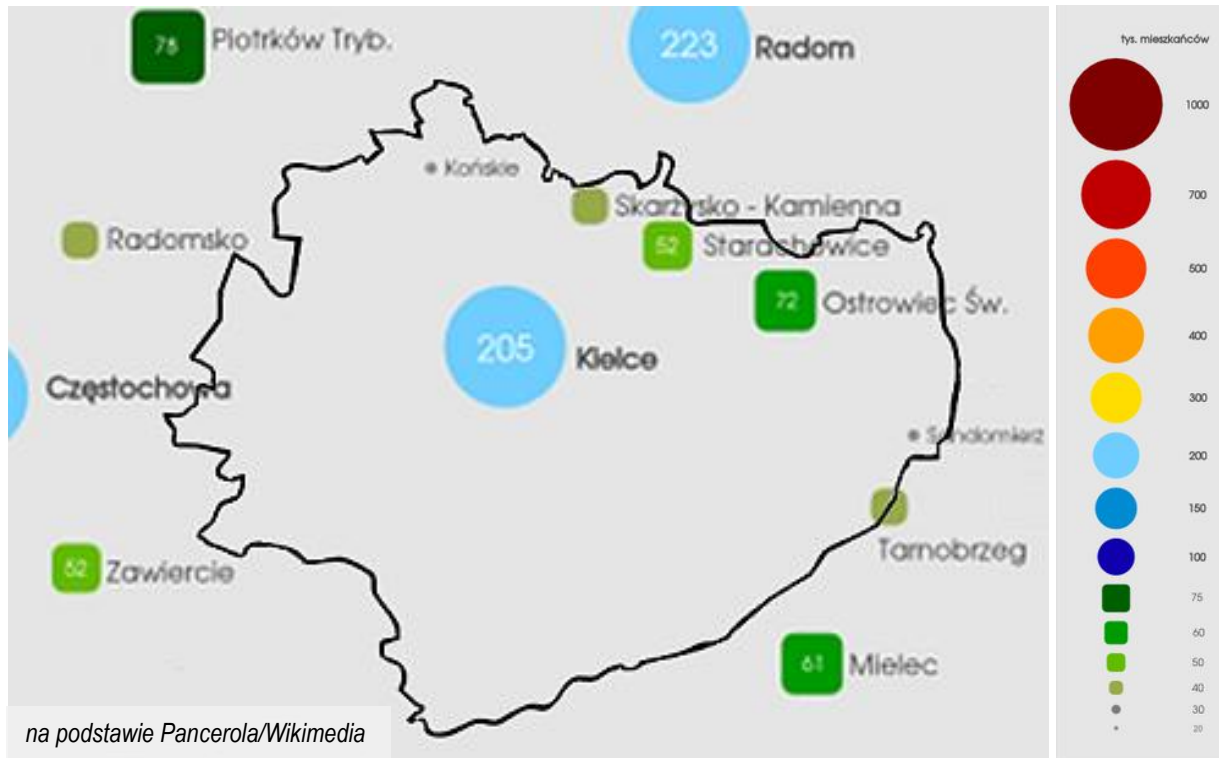 78 Piotrków Tryb.
223 Radom
Końskie
Skarżysko - Kamienna
Radomsko
52 Starachowice
72 Ostrowiec Św.
205 Kielce
Częstochowa
Sandomierz
Tarnobrzeg
52 Zawiercie
61 Mielec
na podstawie Pancerola/Wikimedia
tys. mieszkańców
1000
700
500
400
300
200
150
100
75
60
50
40
30
20